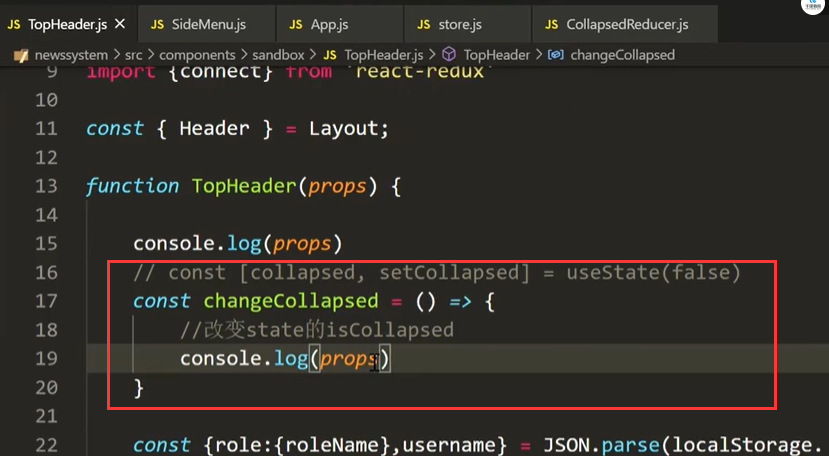 JS TopHeader.js × JS SideMenu.js JS App.js JS store.js JS CollapsedReducer.js
newssystem > src > components > sandbox > JS TopHeader.js > TopHeader > changeCollapsed
9 import {connect} from 'react-redux'
10
11 const { Header } = Layout;
12
13 function TopHeader(props) {
14
15 console.log(props)
16 // const [collapsed, setCollapsed] = useState(false)
17 const changeCollapsed = () => {
18 //改变state的isCollapsed
19 console.log(props)
20 }
21
22 const {role:{roleName},username} = JSON.parse(localStorage.